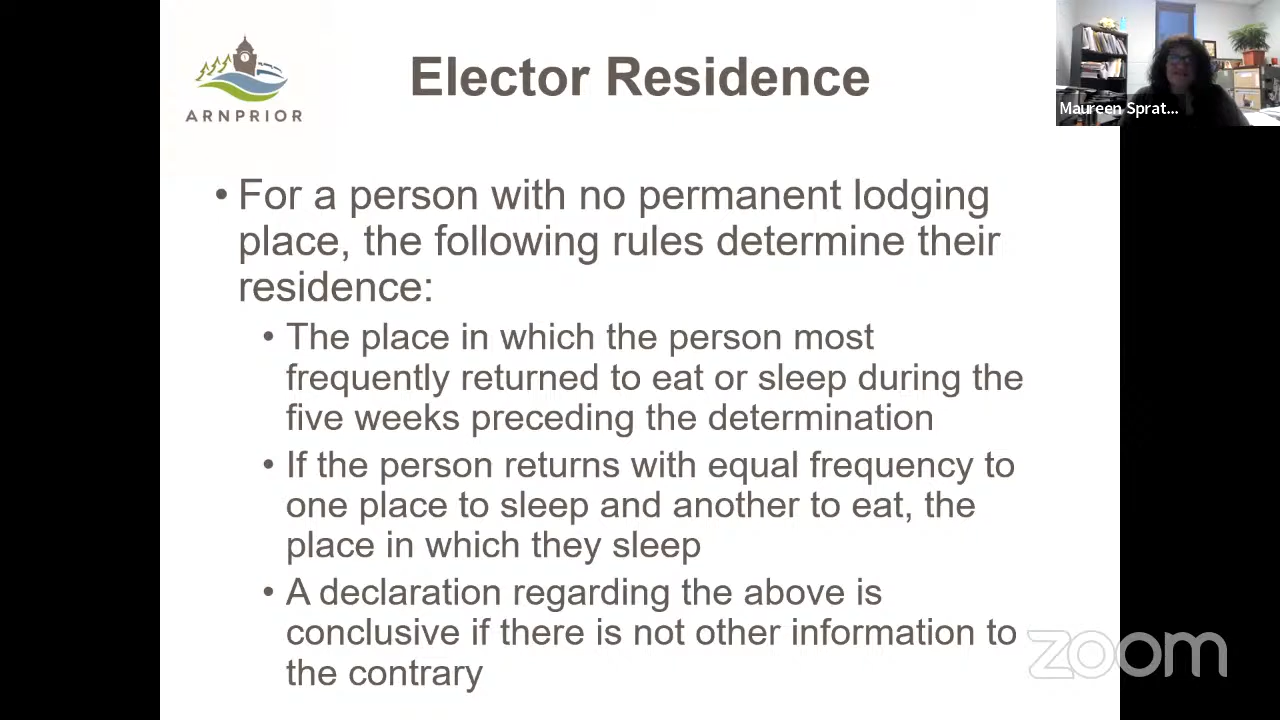 ARNPRIOR
Elector Residence
Maureen Sprat...
• For a person with no permanent lodging
place, the following rules determine their
residence:
• The place in which the person most
frequently returned to eat or sleep during the
five weeks preceding the determination
• If the person returns with equal frequency to
one place to sleep and another to eat, the
place in which they sleep
• A declaration regarding the above is
conclusive if there is not other information to
the contrary
zoom